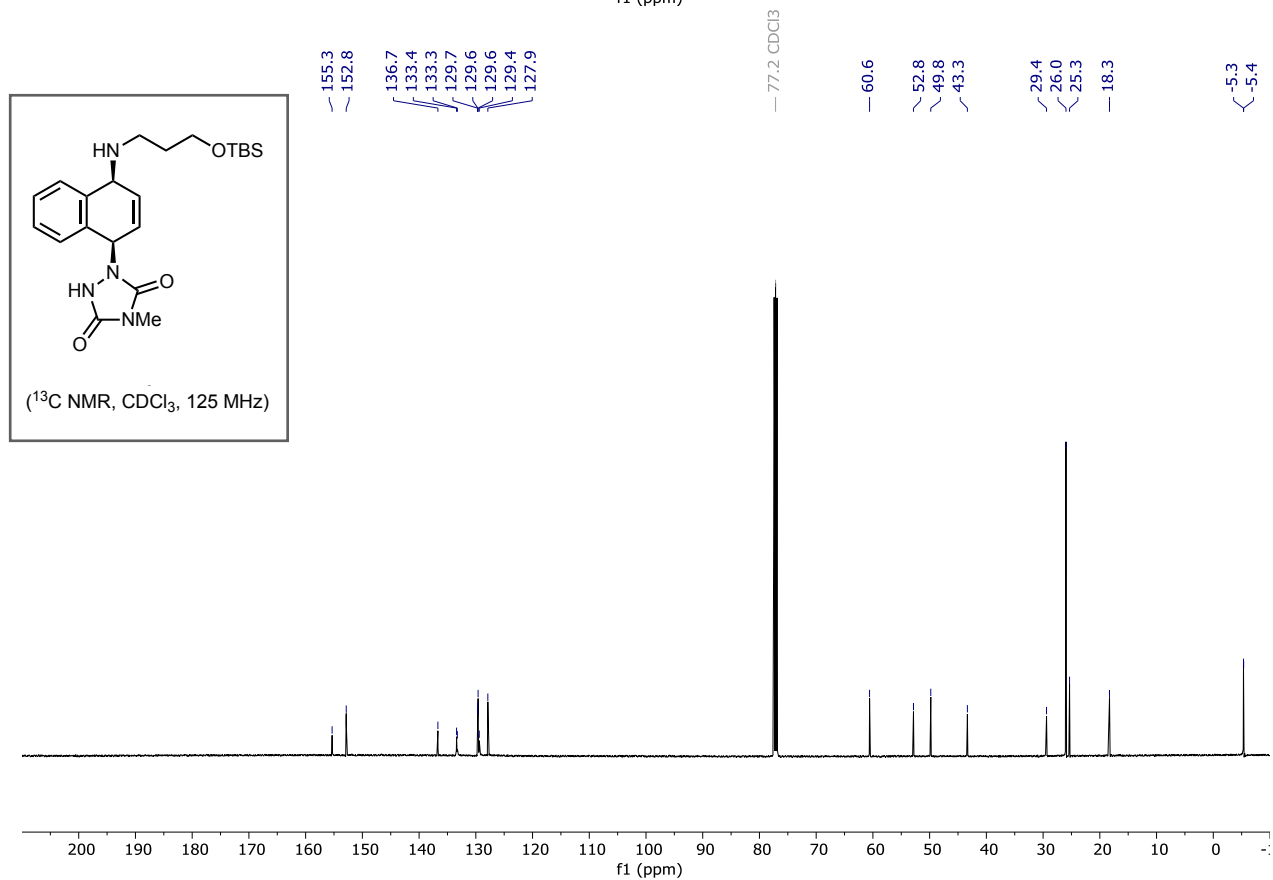 f1 (ppm)
155.3
152.8
136.7
133.4
133.3
129.7
129.6
129.6
129.4
127.9
77.2 CDCl3
60.6
52.8
49.8
43.3
29.4
26.0
25.3
18.3
-5.3
-5.4
HN
OTBS
N
O
HN
NMe
O
(¹³C NMR, CDCl₃, 125 MHz)
200 190 180 170 160 150 140 130 120 110 100 90 80 70 60 50 40 30 20 10 0
f1 (ppm)